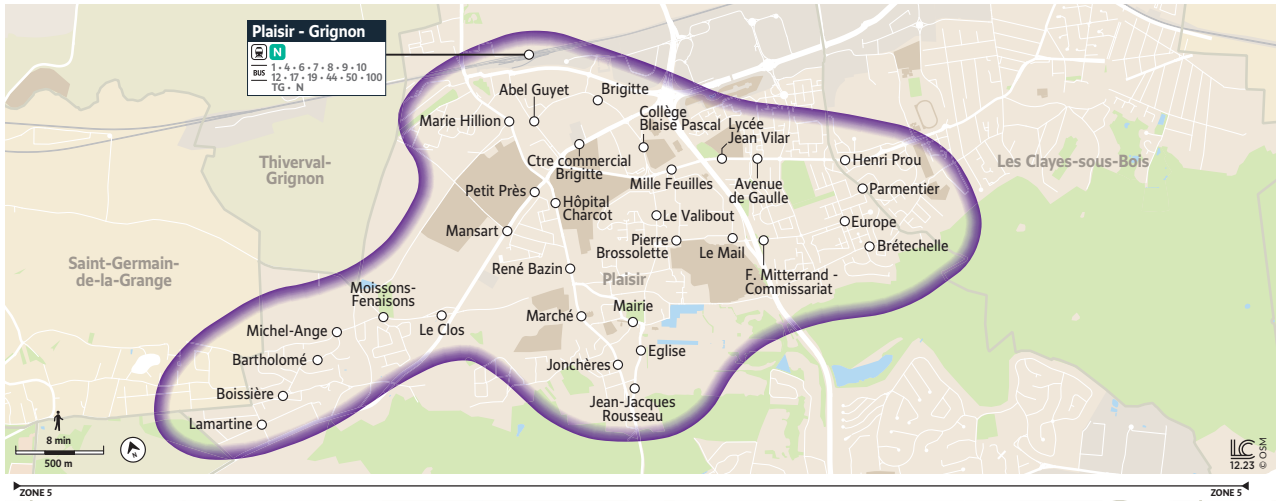 Plaisir - Grignon
N
BUS
1 • 4 • 6 • 7 • 8 • 9 • 10
12 • 17 • 19 • 44 • 50 • 100
TG • N
Abel Guyet
Brigitte
Marie Hillion
Collège
Blaise Pascal
Lycée
Jean Vilar
Thiverval-
Grignon
Ctre commercial
Brigitte
Henri Prou
Les Clayes-sous-Bois
Mille Feuilles
Avenue
de Gaulle
Parmentier
Petit Près
Hôpital
Charcot
Le Valibout
Europe
Mansart
Pierre
Brossolette
Le Mail
Brétechelle
Saint-Germain-
de-la-Grange
René Bazin
Plaisir
F. Mitterrand -
Commissariat
Moissons-
Fenaisons
Marché
Mairie
Michel-Ange
Le Clos
Bartholomé
Eglise
Jonchères
Boissière
Jean-Jacques
Rousseau
Lamartine
8 min
500 m
N
LC
12.23
© OSM
ZONE 5
ZONE 5